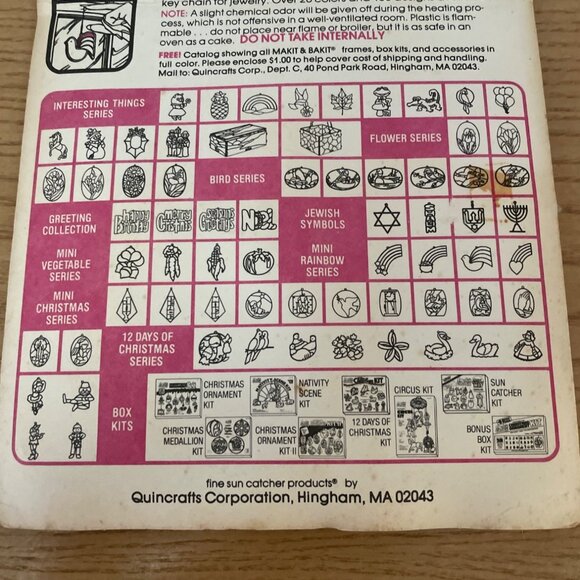 key chain for jewelry.
NOTE: A slight chemical odor will be given off during the heating pro-
cess, which is not offensive in a well-ventilated room. Plastic is flam-
mable . . . do not place near flame or broiler, but it is as safe in an
oven as a cake. DO NOT TAKE INTERNALLY
FREE! Catalog showing all MAKIT & BAKIT® frames, box kits, and accessories in
full color. Please enclose $1.00 to help cover cost of shipping and handling.
Mail to: Quincrafts Corp., Dept. C, 40 Pond Park Road, Hingham, MA 02043.
INTERESTING THINGS
SERIES
FLOWER SERIES
BIRD SERIES
GREETING
COLLECTION
Happy Birthday
Merry Christmas
Season's Greetings
Noel
JEWISH
SYMBOLS
MINI
VEGETABLE
SERIES
MINI
RAINBOW
SERIES
MINI
CHRISTMAS
SERIES
12 DAYS OF
CHRISTMAS
SERIES
BOX
KITS
CHRISTMAS
ORNAMENT
KIT
NATIVITY
SCENE
KIT
CIRCUS KIT
SUN
CATCHER
KIT
CHRISTMAS
MEDALLION
KIT
CHRISTMAS
ORNAMENT
KIT II
12 DAYS OF
CHRISTMAS
KIT
BONUS
BOX
KIT
fine sun catcher products® by
Quincrafts Corporation, Hingham, MA 02043